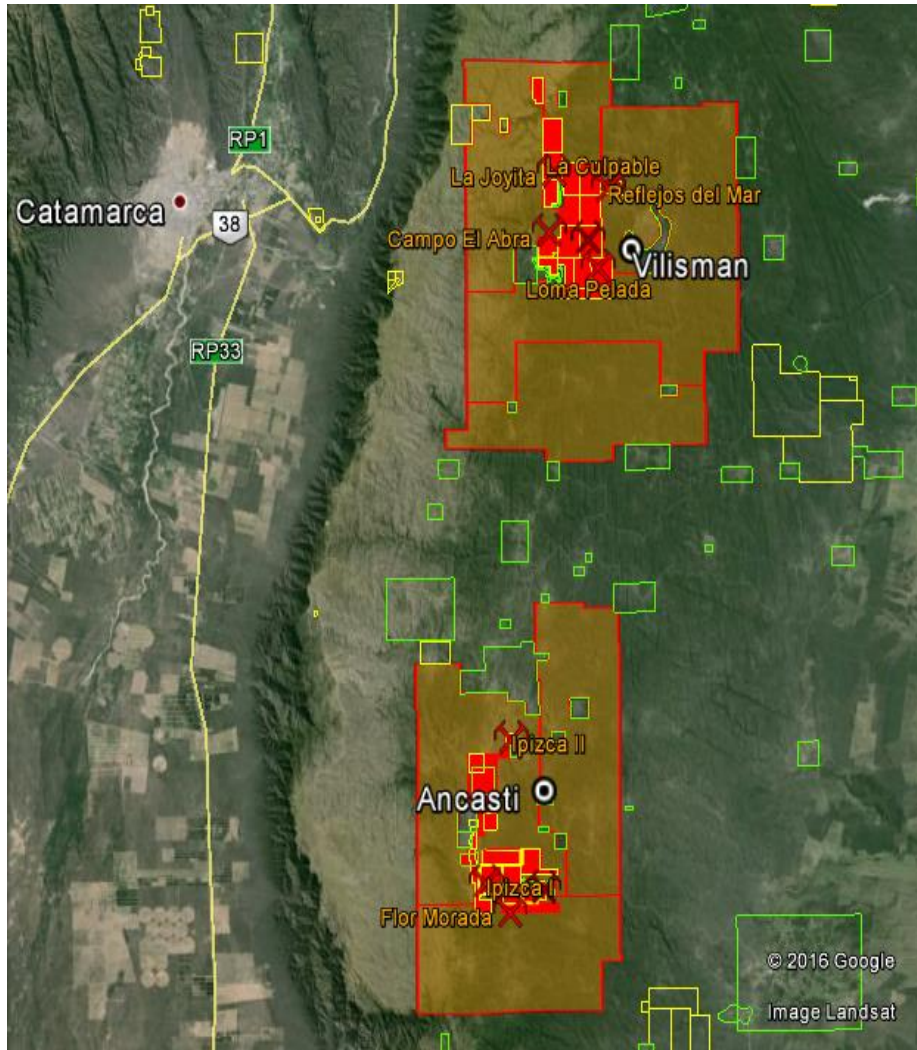 RP1
La Culpable
La Joyita
Reflejos del Mar
Catamarca
38
Campo El Abra
Vilisman
Loma Pelada
RP33
Ipizca II
Ancasti
Ipizca I
Flor Morada
© 2016 Google
Image Landsat